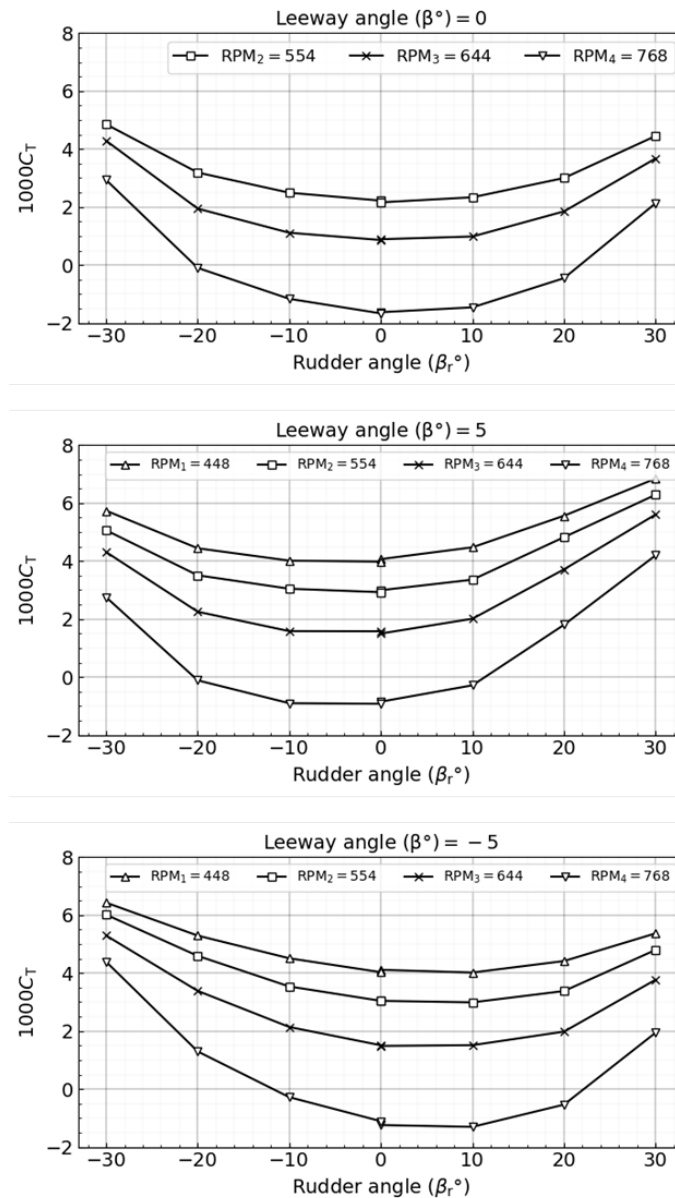 Leeway angle (β°) = 0
RPM₂ = 554 RPM₃ = 644 RPM₄ = 768
8
6
4
2
0
−2
1000C_T
−30 −20 −10 0 10 20 30
Rudder angle (β_r°)
Leeway angle (β°) = 5
RPM₁ = 448 RPM₂ = 554 RPM₃ = 644 RPM₄ = 768
8
6
4
2
0
−2
1000C_T
−30 −20 −10 0 10 20 30
Rudder angle (β_r°)
Leeway angle (β°) = − 5
RPM₁ = 448 RPM₂ = 554 RPM₃ = 644 RPM₄ = 768
8
6
4
2
0
−2
1000C_T
−30 −20 −10 0 10 20 30
Rudder angle (β_r°)